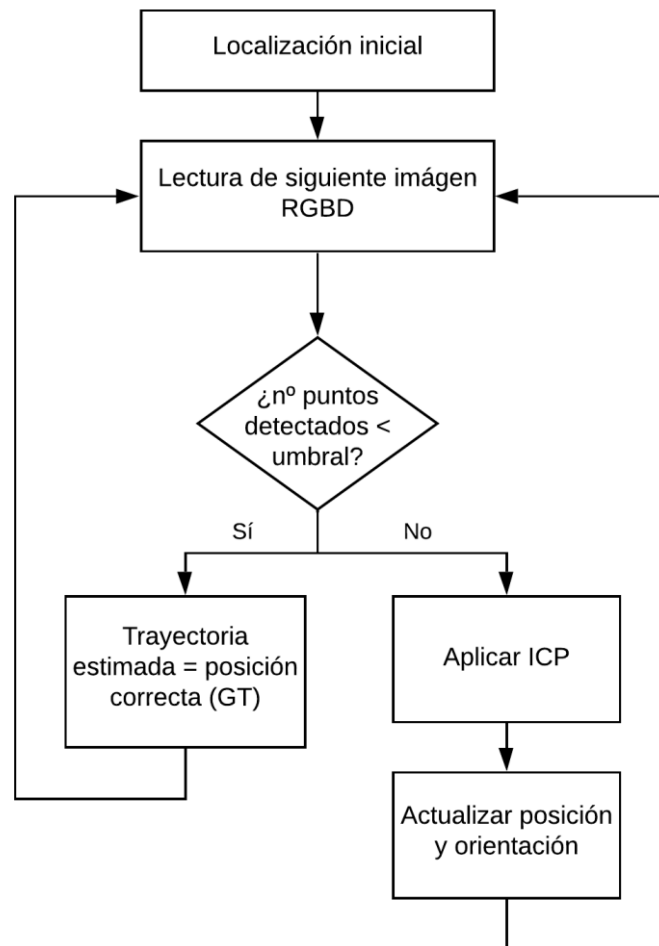 Localización inicial
Lectura de siguiente imágen
RGBD
¿nº puntos
detectados <
umbral?
Sí
No
Trayectoria
estimada = posición
correcta (GT)
Aplicar ICP
Actualizar posición
y orientación